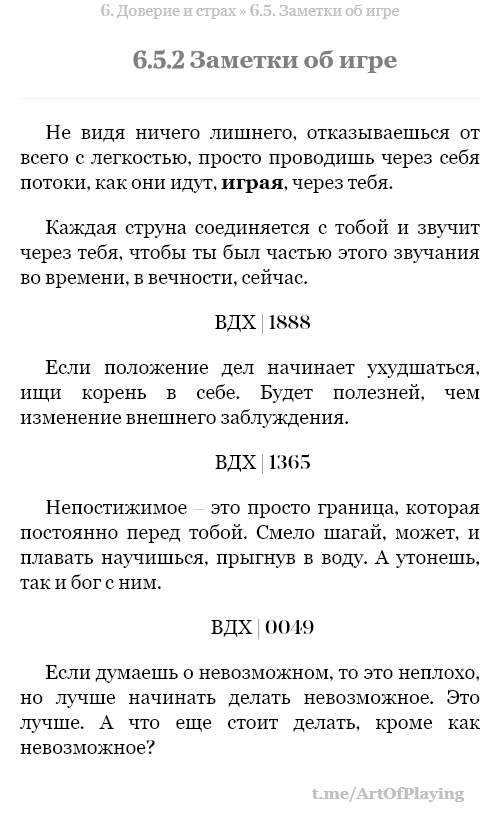 6. Доверие и страх » 6.5. Заметки об игре
6.5.2 Заметки об игре
Не видя ничего лишнего, отказываешься от
всего с легкостью, просто проводишь через себя
потоки, как они идут, играя, через тебя.
Каждая струна соединяется с тобой и звучит
через тебя, чтобы ты был частью этого звучания
во времени, в вечности, сейчас.
ВДХ | 1888
Если положение дел начинает ухудшаться,
ищи корень в себе. Будет полезней, чем
изменение внешнего заблуждения.
ВДХ | 1365
Непостижимое – это просто граница, которая
постоянно перед тобой. Смело шагай, может, и
плавать научишься, прыгнув в воду. А утонешь,
так и бог с ним.
ВДХ | 0049
Если думаешь о невозможном, то это неплохо,
но лучше начинать делать невозможное. Это
лучше. А что еще стоит делать, кроме как
невозможное?
t.me/ArtOfPlaying